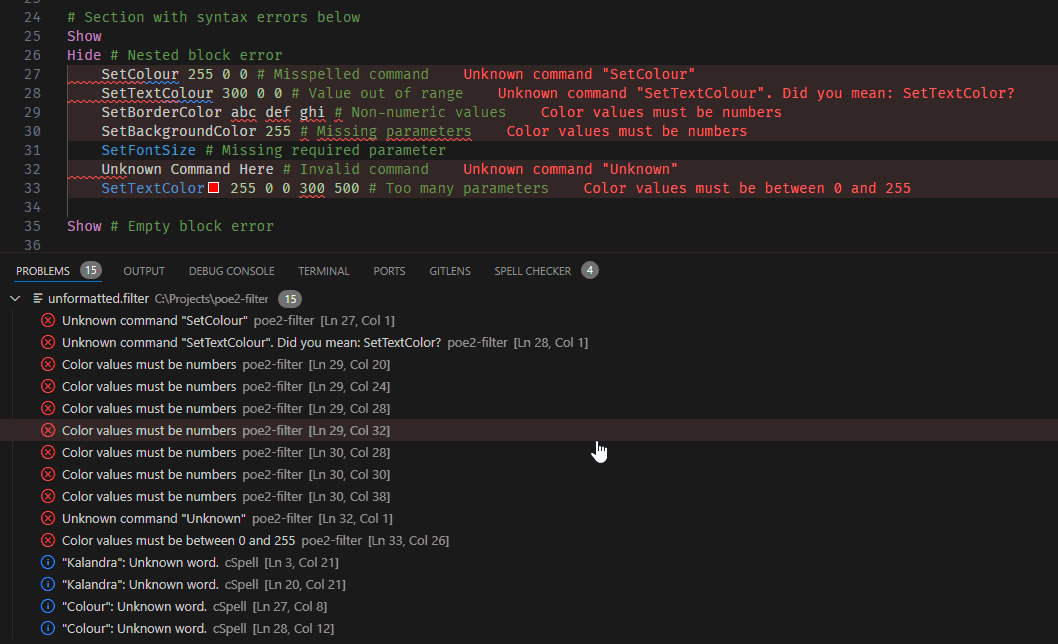 24 # Section with syntax errors below
25 Show
26 Hide # Nested block error
27 SetColour 255 0 0 # Misspelled command Unknown command "SetColour"
28 SetTextColour 300 0 0 # Value out of range Unknown command "SetTextColour". Did you mean: SetTextColor?
29 SetBorderColor abc def ghi # Non-numeric values Color values must be numbers
30 SetBackgroundColor 255 # Missing parameters Color values must be numbers
31 SetFontSize # Missing required parameter
32 Unknown Command Here # Invalid command Unknown command "Unknown"
33 SetTextColor 255 0 0 300 500 # Too many parameters Color values must be between 0 and 255
34
35 Show # Empty block error
36
PROBLEMS 15 OUTPUT DEBUG CONSOLE TERMINAL PORTS GITLENS SPELL CHECKER 4
unformatted.filter C:\Projects\poe2-filter 15
Unknown command "SetColour" poe2-filter [Ln 27, Col 1]
Unknown command "SetTextColour". Did you mean: SetTextColor? poe2-filter [Ln 28, Col 1]
Color values must be numbers poe2-filter [Ln 29, Col 20]
Color values must be numbers poe2-filter [Ln 29, Col 24]
Color values must be numbers poe2-filter [Ln 29, Col 28]
Color values must be numbers poe2-filter [Ln 29, Col 32]
Color values must be numbers poe2-filter [Ln 30, Col 28]
Color values must be numbers poe2-filter [Ln 30, Col 30]
Color values must be numbers poe2-filter [Ln 30, Col 38]
Unknown command "Unknown" poe2-filter [Ln 32, Col 1]
Color values must be between 0 and 255 poe2-filter [Ln 33, Col 26]
"Kalandra": Unknown word. cSpell [Ln 3, Col 21]
"Kalandra": Unknown word. cSpell [Ln 20, Col 21]
"Colour": Unknown word. cSpell [Ln 27, Col 8]
"Colour": Unknown word. cSpell [Ln 28, Col 12]